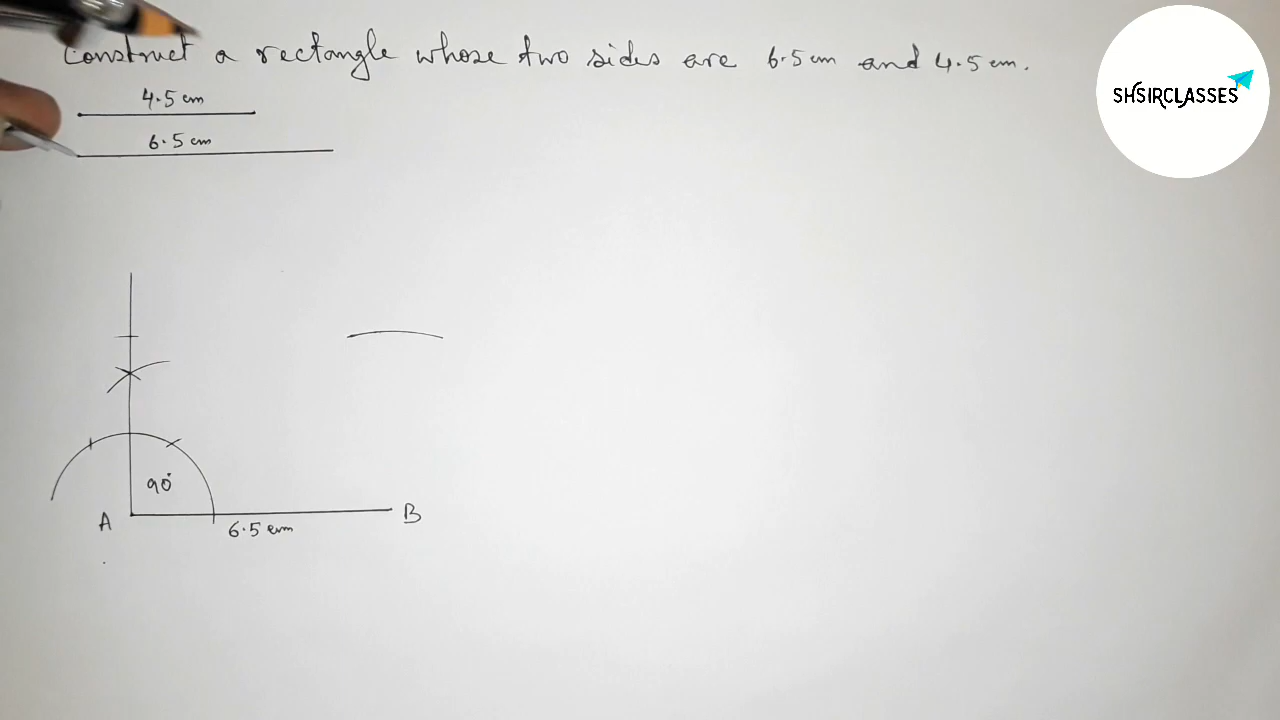 Construct a rectangle whose two sides are 6.5 cm and 4.5 cm.
SHSIRCLASSES
4.5 cm
6.5 cm
90°
A
B
6.5 cm